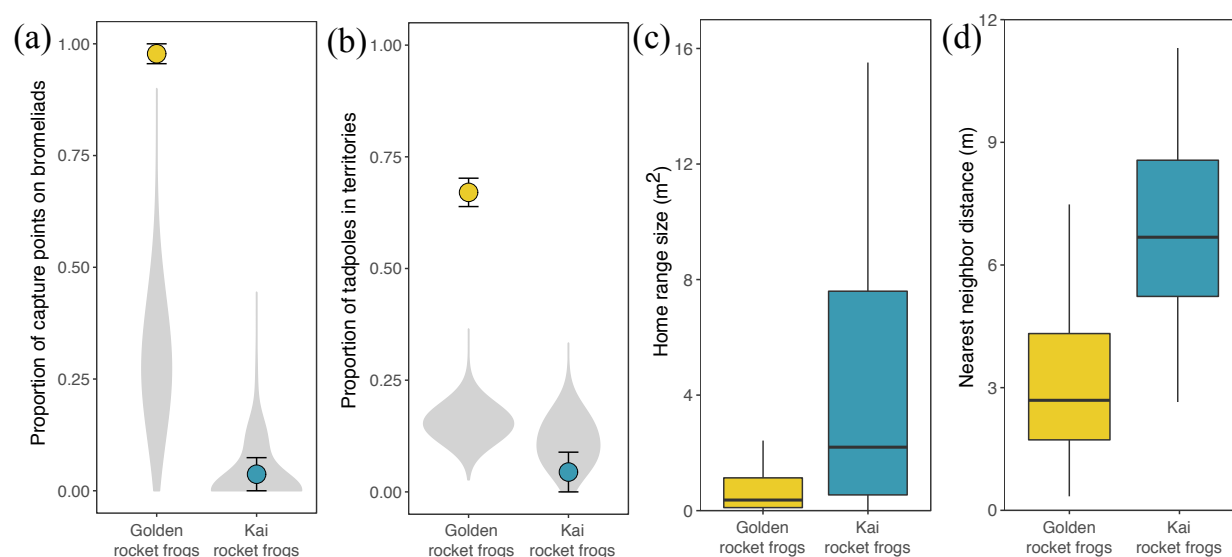 (a)
Proportion of capture points on bromeliads
1.00
0.75
0.50
0.25
0.00
Golden
rocket frogs
Kai
rocket frogs
(b)
Proportion of tadpoles in territories
1.00
0.75
0.50
0.25
0.00
Golden
rocket frogs
Kai
rocket frogs
(c)
Home range size (m²)
16
12
8
4
0
Golden
rocket frogs
Kai
rocket frogs
(d)
Nearest neighbor distance (m)
12
9
6
3
0
Golden
rocket frogs
Kai
rocket frogs